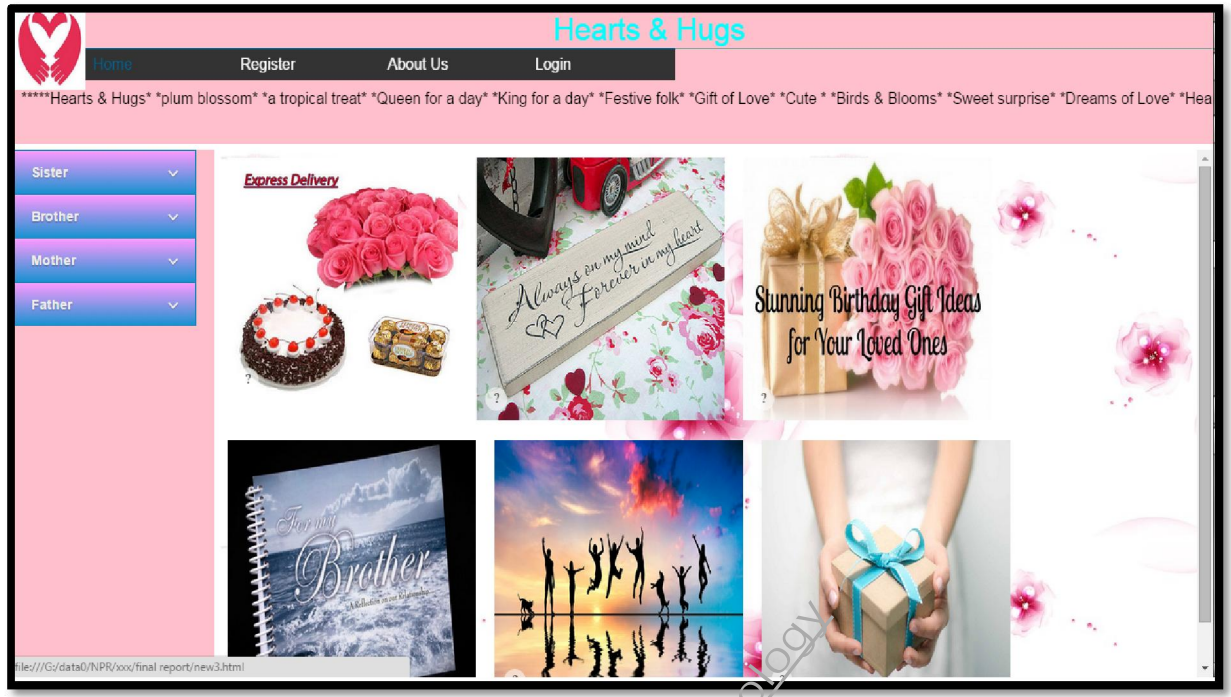 Hearts & Hugs
Home Register About Us Login
*****Hearts & Hugs* *plum blossom* *a tropical treat* *Queen for a day* *King for a day* *Festive folk* *Gift of Love* *Cute * *Birds & Blooms* *Sweet surprise* *Dreams of Love* *Hea
Sister
Brother
Mother
Father
Express Delivery
?
Always on my mind
Forever in my heart
?
Stunning Birthday Gift Ideas
for Your Loved Ones
?
For my
Brother
?
file:///G:/data0/NPR/xxx/final report/new3.html
ology